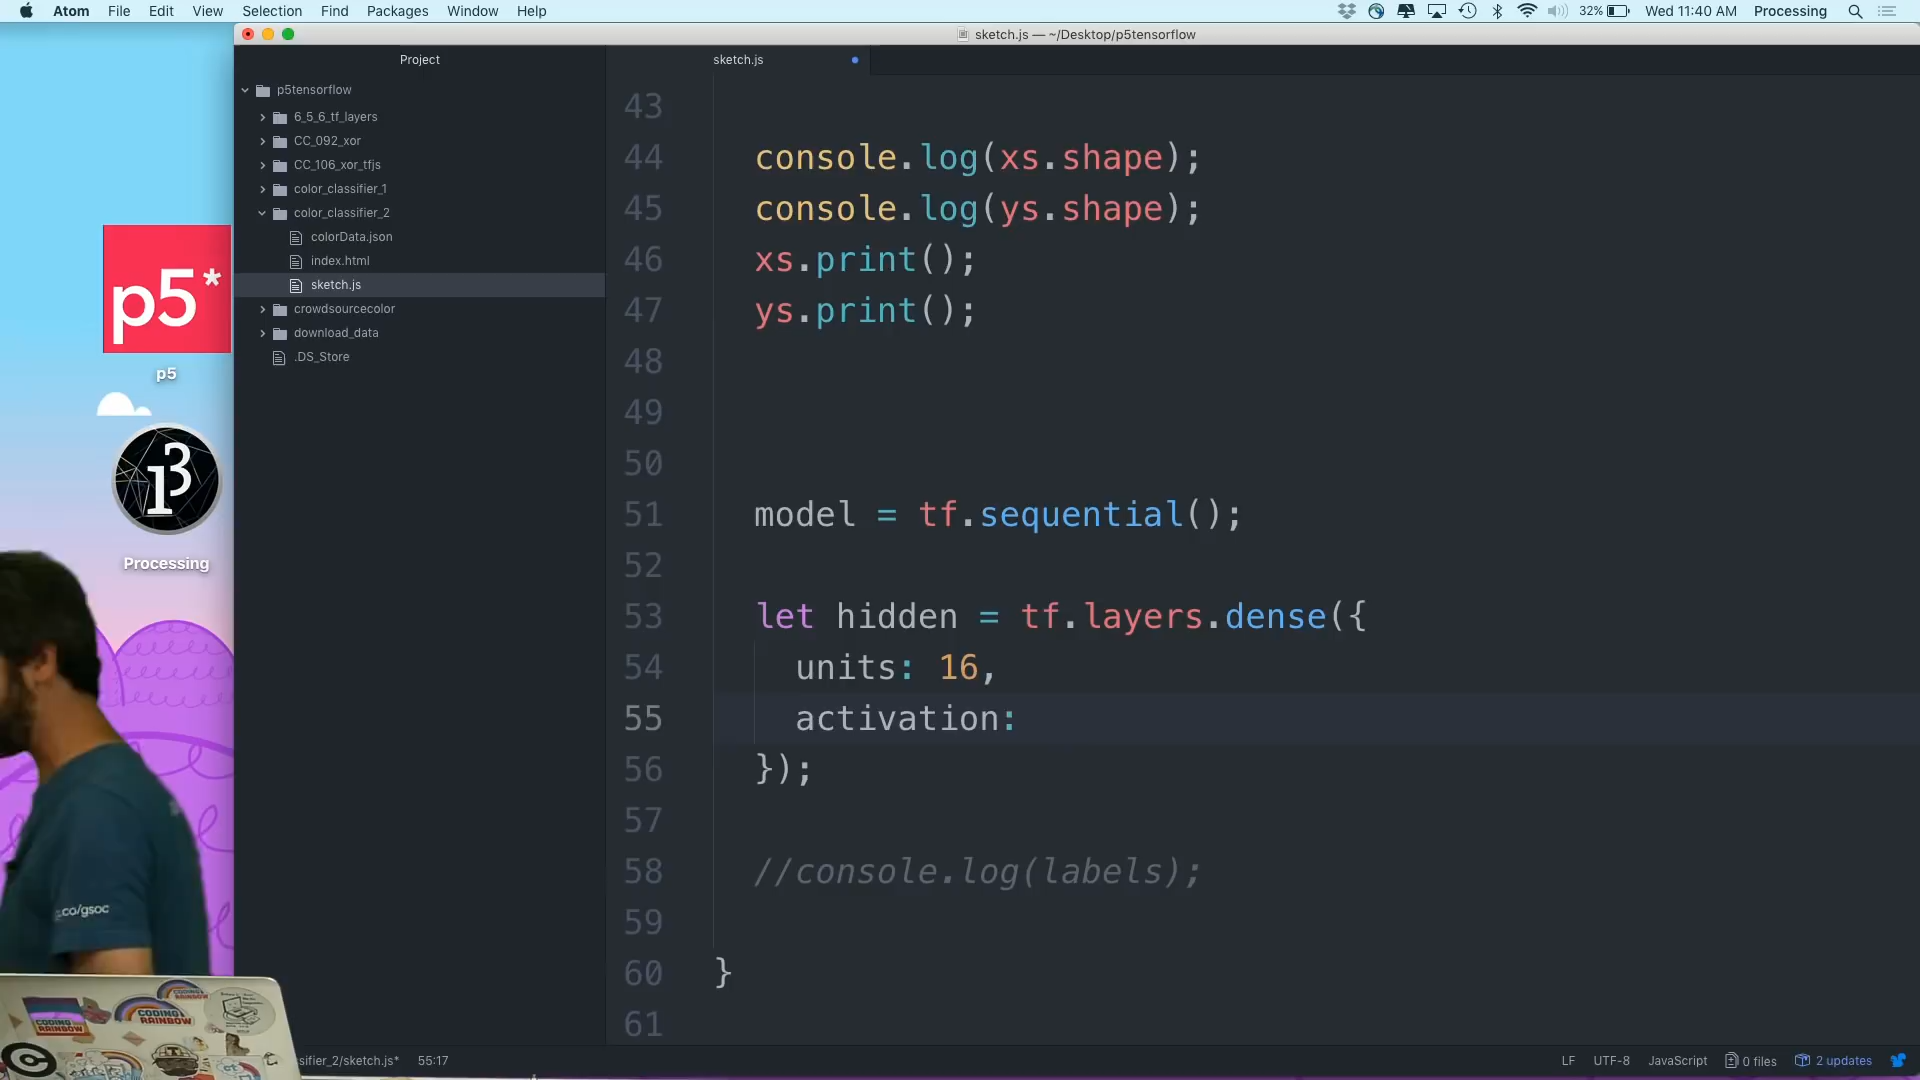 Atom File Edit View Selection Find Packages Window Help
32% Wed 11:40 AM Processing
sketch.js — ~/Desktop/p5tensorflow
Project
sketch.js
p5tensorflow
6_5_6_tf_layers
CC_092_xor
CC_106_xor_tfjs
color_classifier_1
color_classifier_2
colorData.json
index.html
sketch.js
crowdsourcecolor
download_data
.DS_Store
p5*
p5
Processing
43
44 console.log(xs.shape);
45 console.log(ys.shape);
46 xs.print();
47 ys.print();
48
49
50
51 model = tf.sequential();
52
53 let hidden = tf.layers.dense({
54 units: 16,
55 activation:
56 });
57
58 //console.log(labels);
59
60 }
61
.co/gsoc
CODING RAINBOW
CODING RAINBOW
CODING RAINBOW
sifier_2/sketch.js* 55:17
LF UTF-8 JavaScript 0 files 2 updates